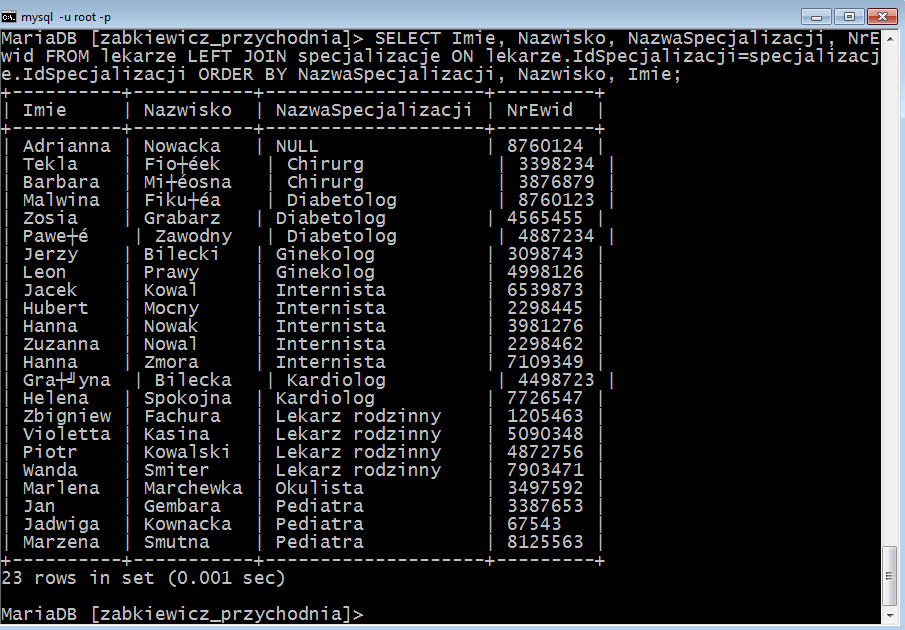 mysql -u root -p
MariaDB [zabkiewicz_przychodnia]> SELECT Imie, Nazwisko, NazwaSpecjalizacji, NrE
wid FROM lekarze LEFT JOIN specjalizacje ON lekarze.IdSpecjalizacji=specjalizacj
e.IdSpecjalizacji ORDER BY NazwaSpecjalizacji, Nazwisko, Imie;
+----------+-----------+--------------------+---------+
| Imie     | Nazwisko  | NazwaSpecjalizacji | NrEwid  |
+----------+-----------+--------------------+---------+
| Adrianna | Nowacka   | NULL               | 8760124 |
| Tekla    | Fio┼éek    | Chirurg            | 3398234 |
| Barbara  | Mi┼éosna   | Chirurg            | 3876879 |
| Malwina  | Fiku┼éa    | Diabetolog         | 8760123 |
| Zosia    | Grabarz   | Diabetolog         | 4565455 |
| Pawe┼é    | Zawodny   | Diabetolog         | 4887234 |
| Jerzy    | Bilecki   | Ginekolog          | 3098743 |
| Leon     | Prawy     | Ginekolog          | 4998126 |
| Jacek    | Kowal     | Internista         | 6539873 |
| Hubert   | Mocny     | Internista         | 2298445 |
| Hanna    | Nowak     | Internista         | 3981276 |
| Zuzanna  | Nowal     | Internista         | 2298462 |
| Hanna    | Zmora     | Internista         | 7109349 |
| Gra┼╝yna  | Bilecka   | Kardiolog          | 4498723 |
| Helena   | Spokojna  | Kardiolog          | 7726547 |
| Zbigniew | Fachura   | Lekarz rodzinny    | 1205463 |
| Violetta | Kasina    | Lekarz rodzinny    | 5090348 |
| Piotr    | Kowalski  | Lekarz rodzinny    | 4872756 |
| Wanda    | Smiter    | Lekarz rodzinny    | 7903471 |
| Marlena  | Marchewka | Okulista           | 3497592 |
| Jan      | Gembara   | Pediatra           | 3387653 |
| Jadwiga  | Kownacka  | Pediatra           | 67543   |
| Marzena  | Smutna    | Pediatra           | 8125563 |
+----------+-----------+--------------------+---------+
23 rows in set (0.001 sec)
MariaDB [zabkiewicz_przychodnia]>